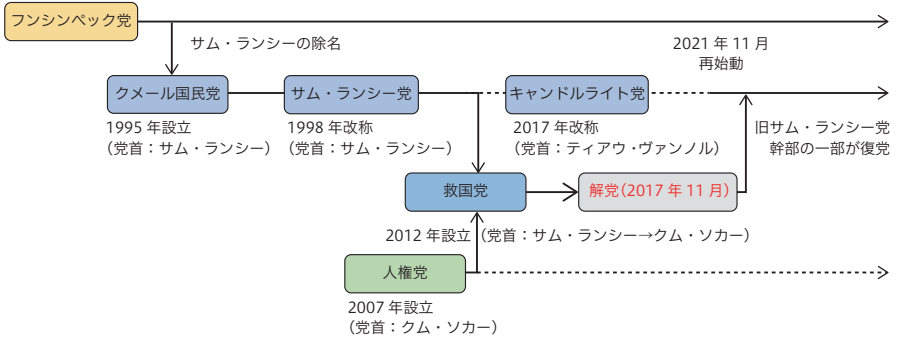 フンシンペック党
サム・ランシーの除名
2021 年 11 月
再始動
クメール国民党
サム・ランシー党
キャンドルライト党
1995 年設立
（党首：サム・ランシー）
1998 年改称
（党首：サム・ランシー）
2017 年改称
（党首：ティアウ・ヴァンノル）
旧サム・ランシー党
幹部の一部が復党
救国党
解党（2017 年 11 月）
2012 年設立（党首：サム・ランシー→クム・ソカー）
人権党
2007 年設立
（党首：クム・ソカー）